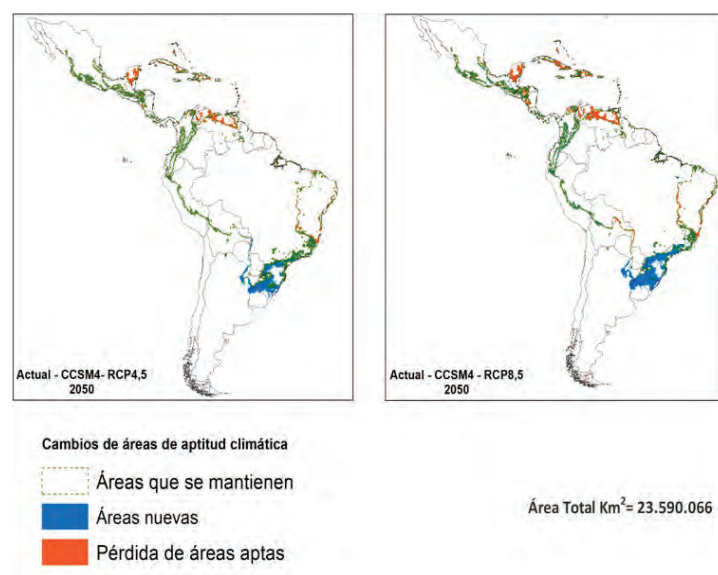 Actual - CCSM4- RCP4,5
2050
Actual - CCSM4 - RCP8,5
2050
Cambios de áreas de aptitud climática
Áreas que se mantienen
Áreas nuevas
Pérdida de áreas aptas
Área Total Km²= 23.590.066